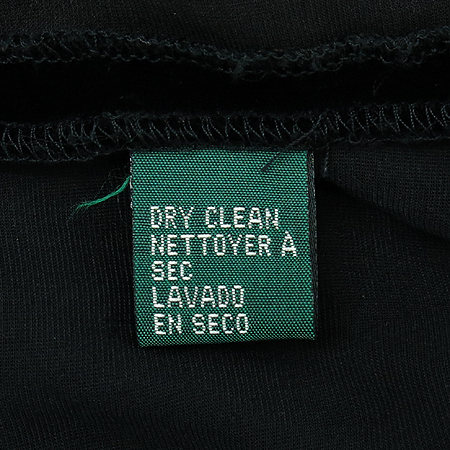 DRY CLEAN
NETTOYER À
SEC
LAVADO
EN SECO